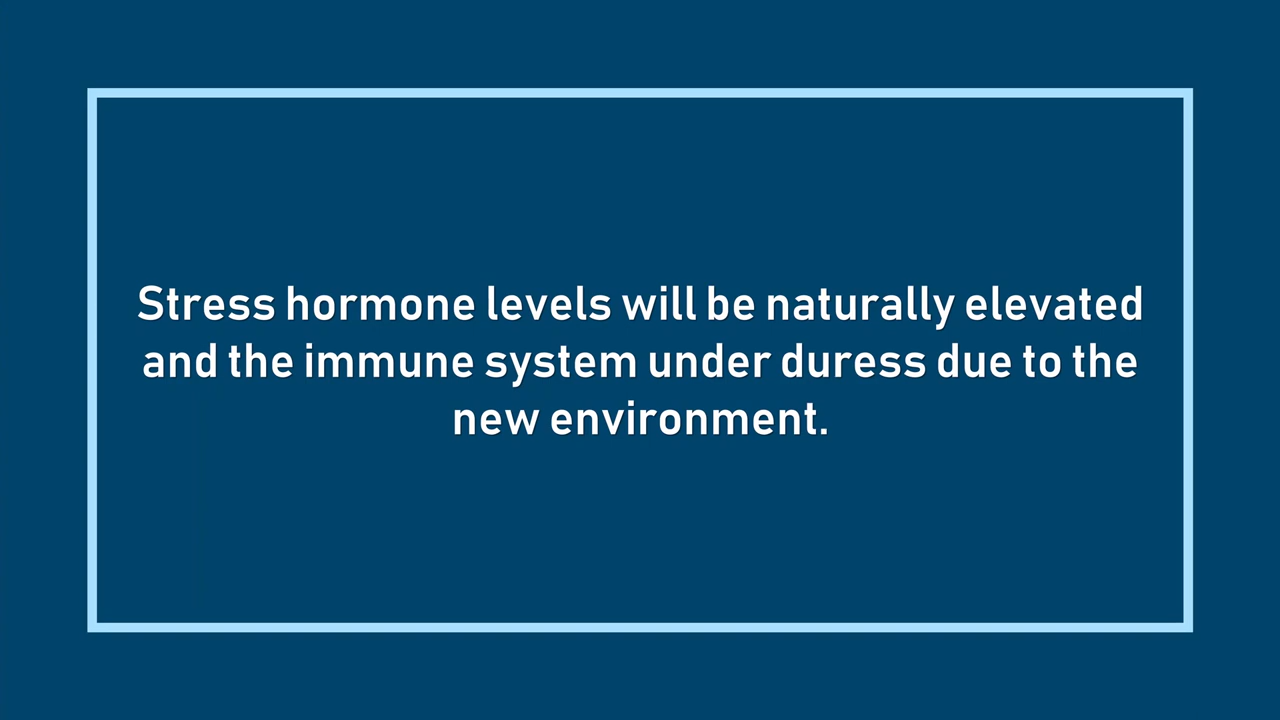 Stress hormone levels will be naturally elevated
and the immune system under duress due to the
new environment.